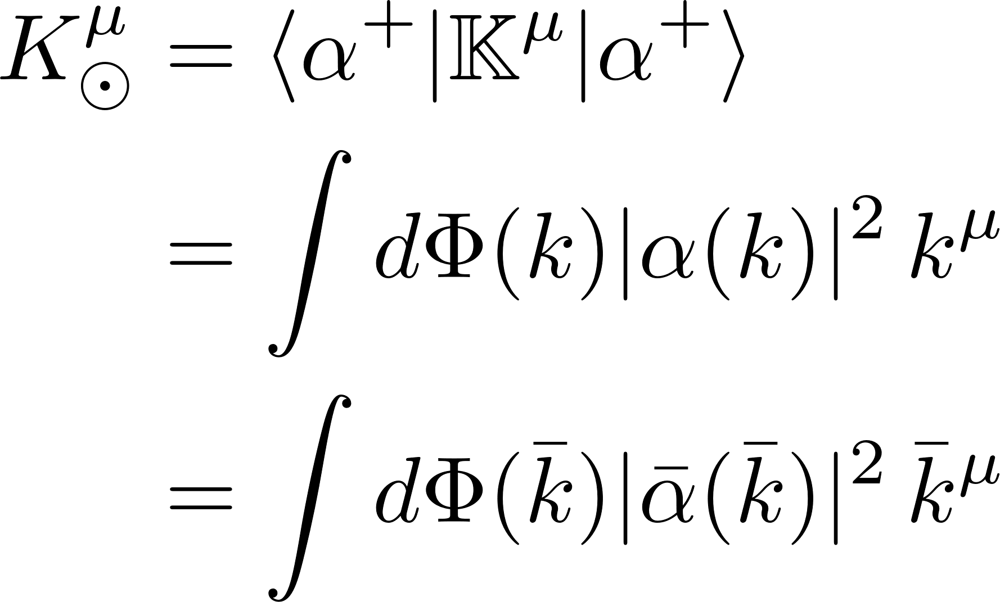 K^μ_⊙ = ⟨α⁺|𝕂^μ|α⁺⟩
= ∫ dΦ(k)|α(k)|² k^μ
= ∫ dΦ(k̄)|ᾱ(k̄)|² k̄^μ